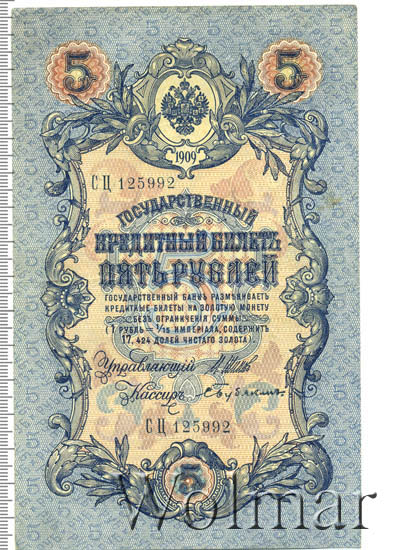 5 5
1909
СЦ 125992
ГОСУДАРСТВЕННЫЙ
КРЕДИТНЫЙ БИЛЕТЪ
ПЯТЬ РУБЛЕЙ
ГОСУДАРСТВЕННЫЙ БАНКЪ РАЗМѢНИВАЕТЪ
КРЕДИТНЫЕ БИЛЕТЫ НА ЗОЛОТУЮ МОНЕТУ
БЕЗЪ ОГРАНИЧЕНІЯ СУММЫ
(1 РУБЛЬ = 1/15 ИМПЕРІАЛА, СОДЕРЖИТЪ
17,424 ДОЛЕЙ ЧИСТАГО ЗОЛОТА).
Управляющій
Кассиръ
СЦ 125992
5
Wolmar